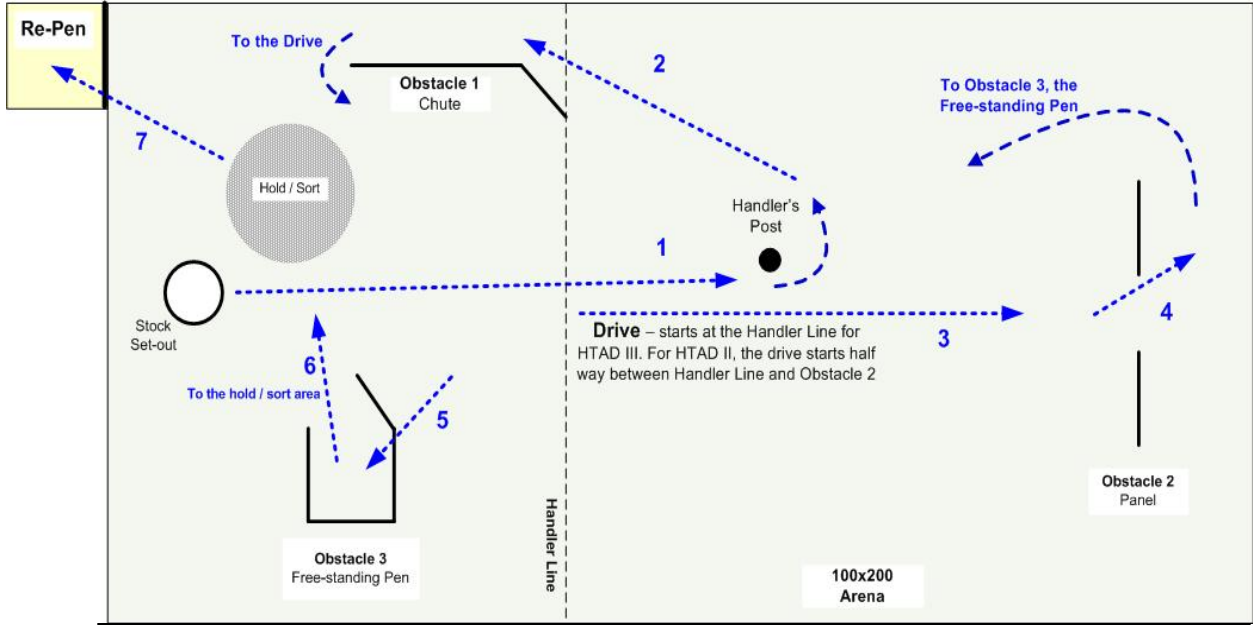 Re-Pen
To the Drive
Obstacle 1
Chute
2
To Obstacle 3, the
Free-standing Pen
7
Hold / Sort
Handler's
Post
1
Stock
Set-out
Drive – starts at the Handler Line for
HTAD III. For HTAD II, the drive starts half
way between Handler Line and Obstacle 2
3
4
6
To the hold / sort area
5
Handler Line
Obstacle 2
Panel
Obstacle 3
Free-standing Pen
100x200
Arena